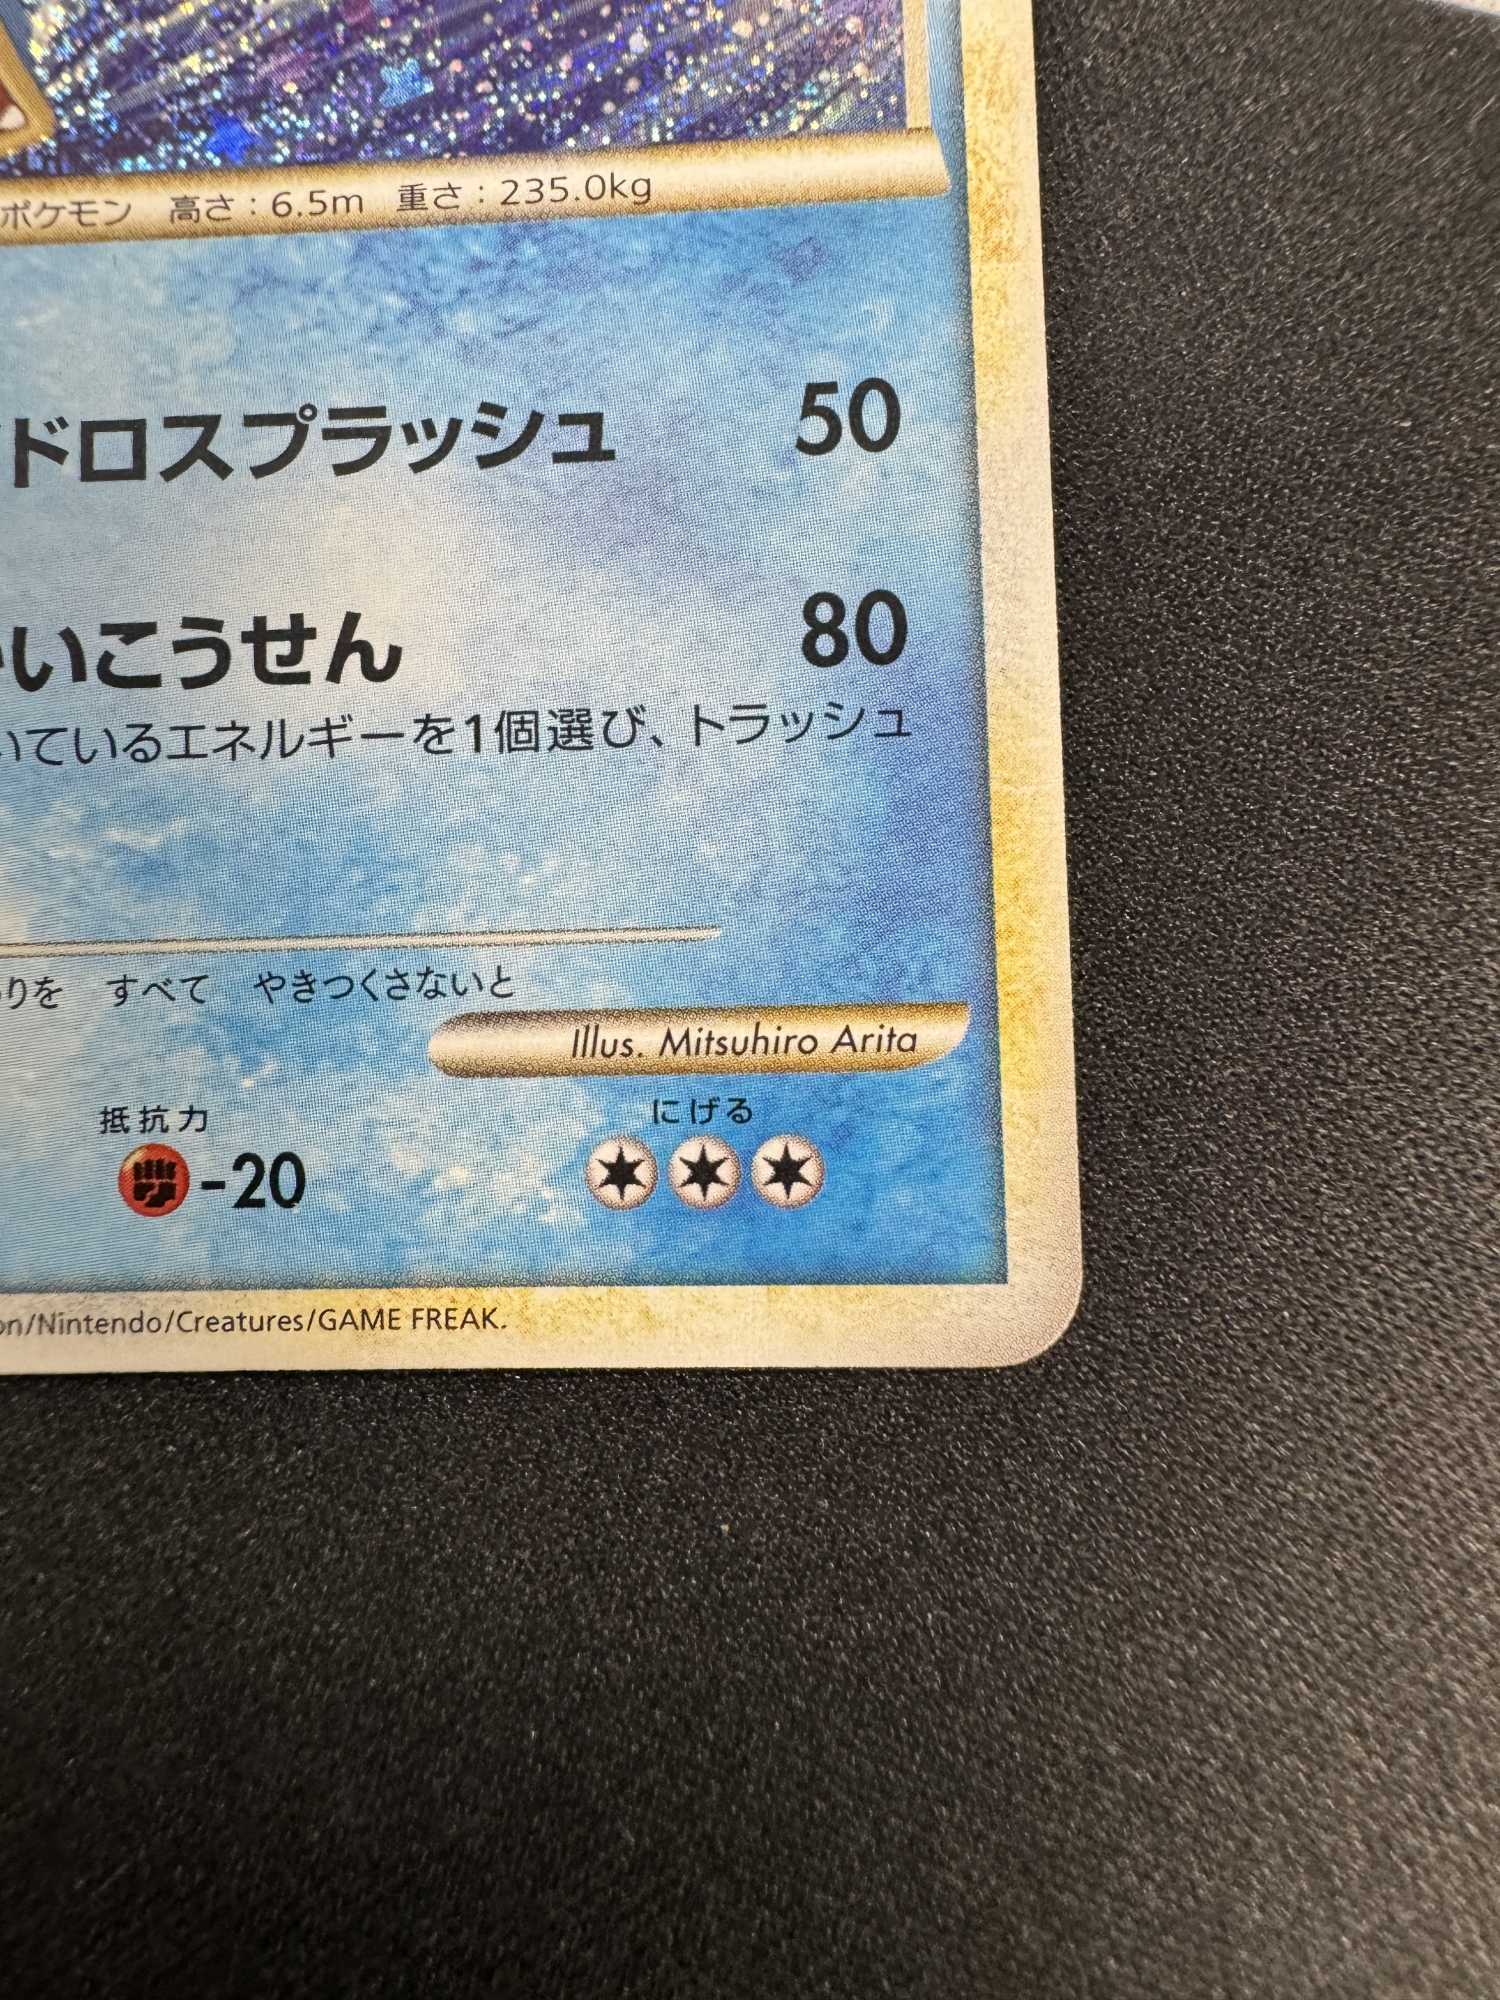 ポケモン 高さ：6.5m 重さ：235.0kg
ドロスプラッシュ 50
いこうせん 80
いているエネルギーを1個選び、トラッシュ
りを すべて やきつくさないと
Illus. Mitsuhiro Arita
抵抗力 にげる
-20
on/Nintendo/Creatures/GAME FREAK.